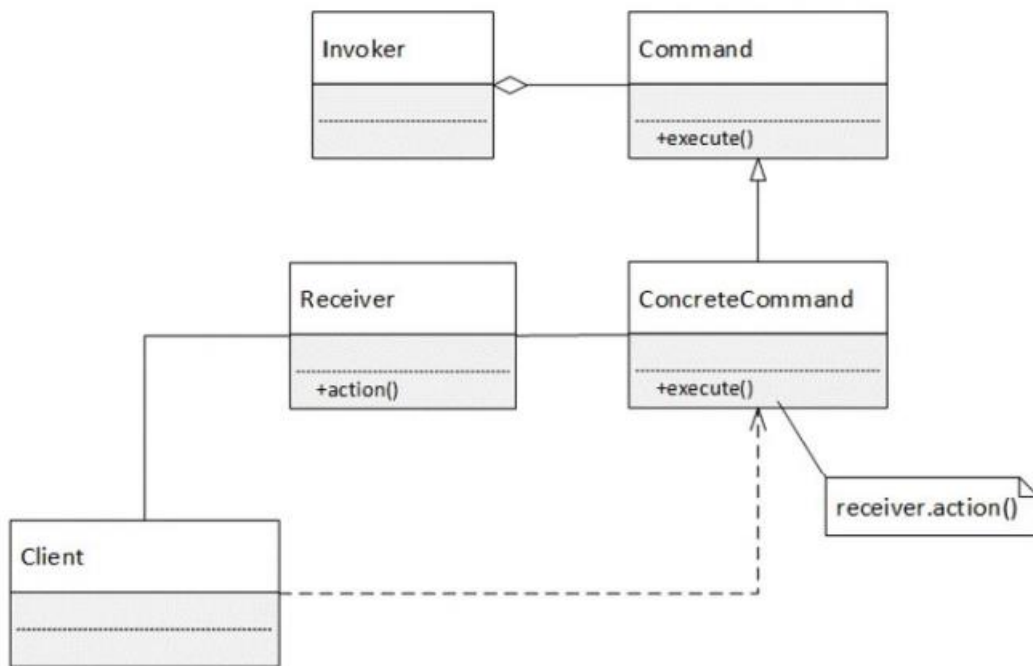 Invoker
Command
+execute()
Receiver
ConcreteCommand
+action()
+execute()
receiver.action()
Client